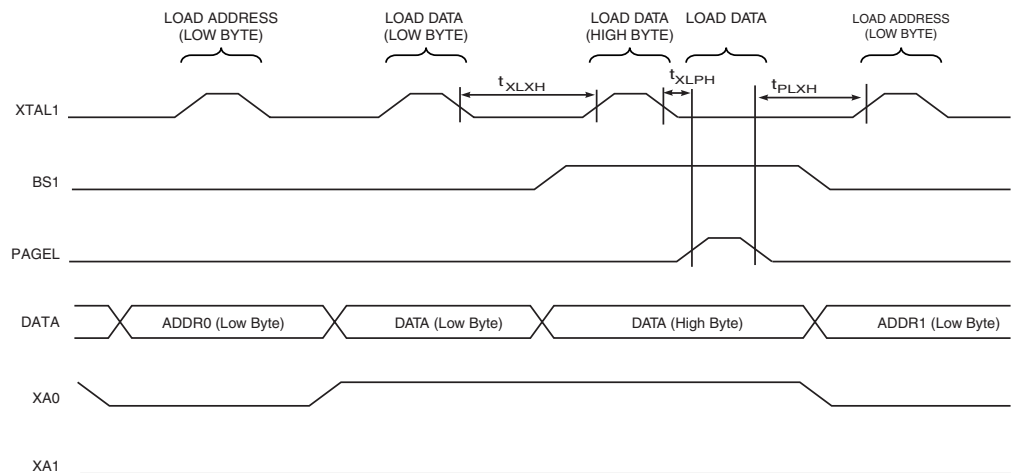 LOAD ADDRESS
(LOW BYTE)
LOAD DATA
(LOW BYTE)
LOAD DATA
(HIGH BYTE)
LOAD DATA
LOAD ADDRESS
(LOW BYTE)
XTAL1
tXLXH
tXLPH
tPLXH
BS1
PAGEL
DATA
ADDR0 (Low Byte)
DATA (Low Byte)
DATA (High Byte)
ADDR1 (Low Byte)
XA0
XA1